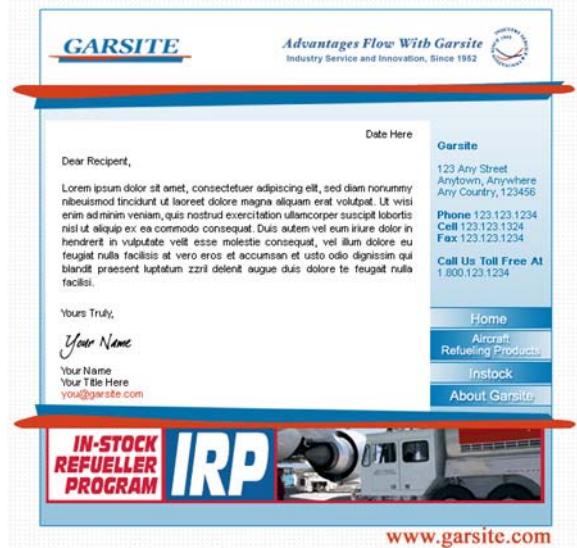 GARSITE
Advantages Flow With Garsite
Industry Service and Innovation, Since 1952
Date Here
Dear Recipent,
Lorem ipsum dolor sit amet, consectetuer adipiscing elit, sed diam nonummy
nibeuismod tincidunt ut laoreet dolore magna aliquam erat volutpat. Ut wisi
enim ad minim veniam, quis nostrud exercitation ullamcorper suscipit lobortis
nisl ut aliquip ex ea commodo consequat. Duis autem vel eum iriure dolor in
hendrerit in vulputate velit esse molestie consequat, vel illum dolore eu
feugiat nulla facilisis at vero eros et accumsan et usto odio dignissim qui
blandit praesent luptatum zzril delenit augue duis dolore te feugait nulla
facilisi.
Yours Truly,
Your Name
Your Name
Your Title Here
you@garsite.com
Garsite
123 Any Street
Anytown, Anywhere
Any Country, 123456
Phone 123.123.1234
Cell 123.123.1324
Fax 123.123.1234
Call Us Toll Free At
1.800.123.1234
Home
Aircraft
Refueling Products
Instock
About Garsite
IN-STOCK
REFUELLER
PROGRAM
IRP
www.garsite.com